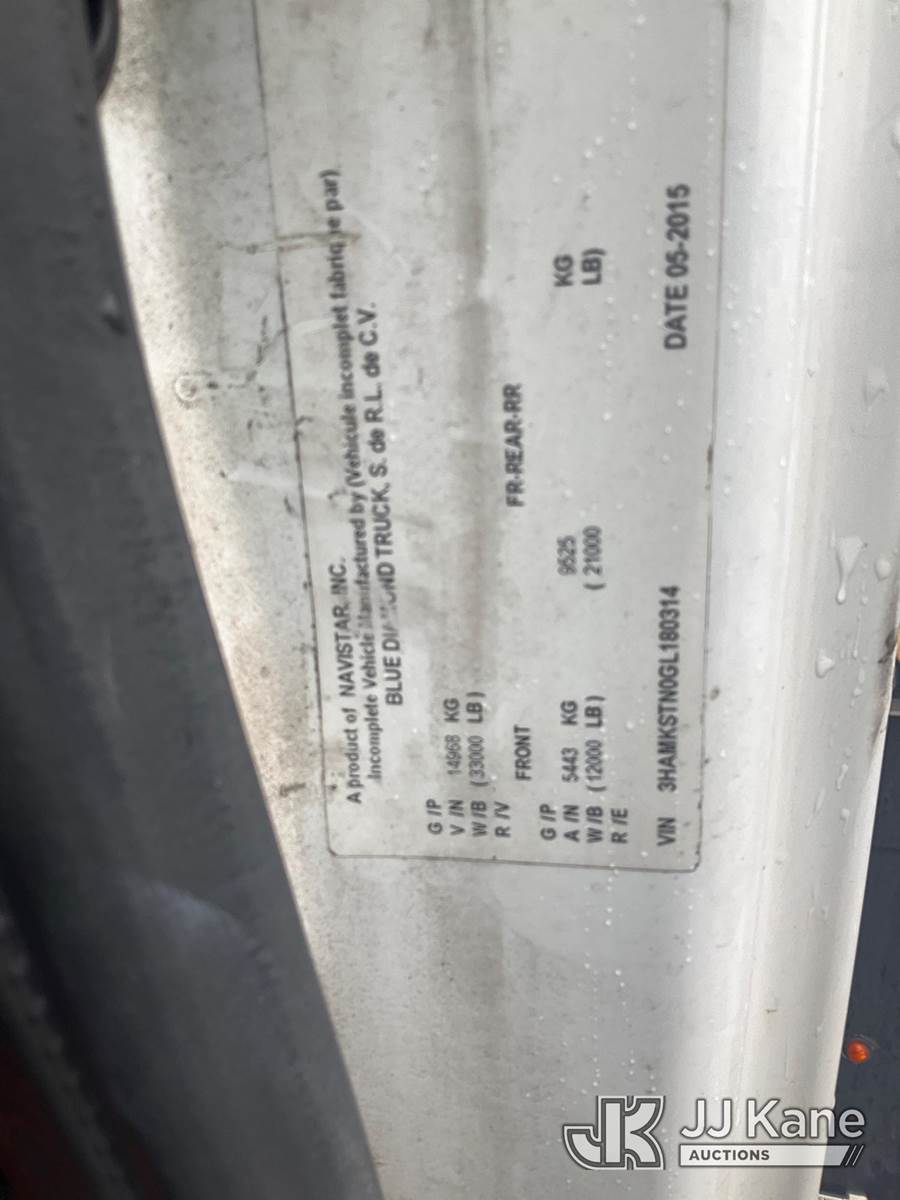 A product of NAVISTAR, INC.
Incomplete Vehicle Manufactured by (Vehicule incomplet fabrique par)
BLUE DIAMOND TRUCK, S. de R.L. de C.V.
G /P
V /N 14968 KG
W /B (33000 LB)
R /V FRONT FR-REAR-RR
G /P
A /N 5443 KG 9525 KG
W /B (12000 LB) (21000 LB)
R /E
VIN 3HAMKSTN0GL180314 DATE 05-2015
JK JJ Kane
AUCTIONS